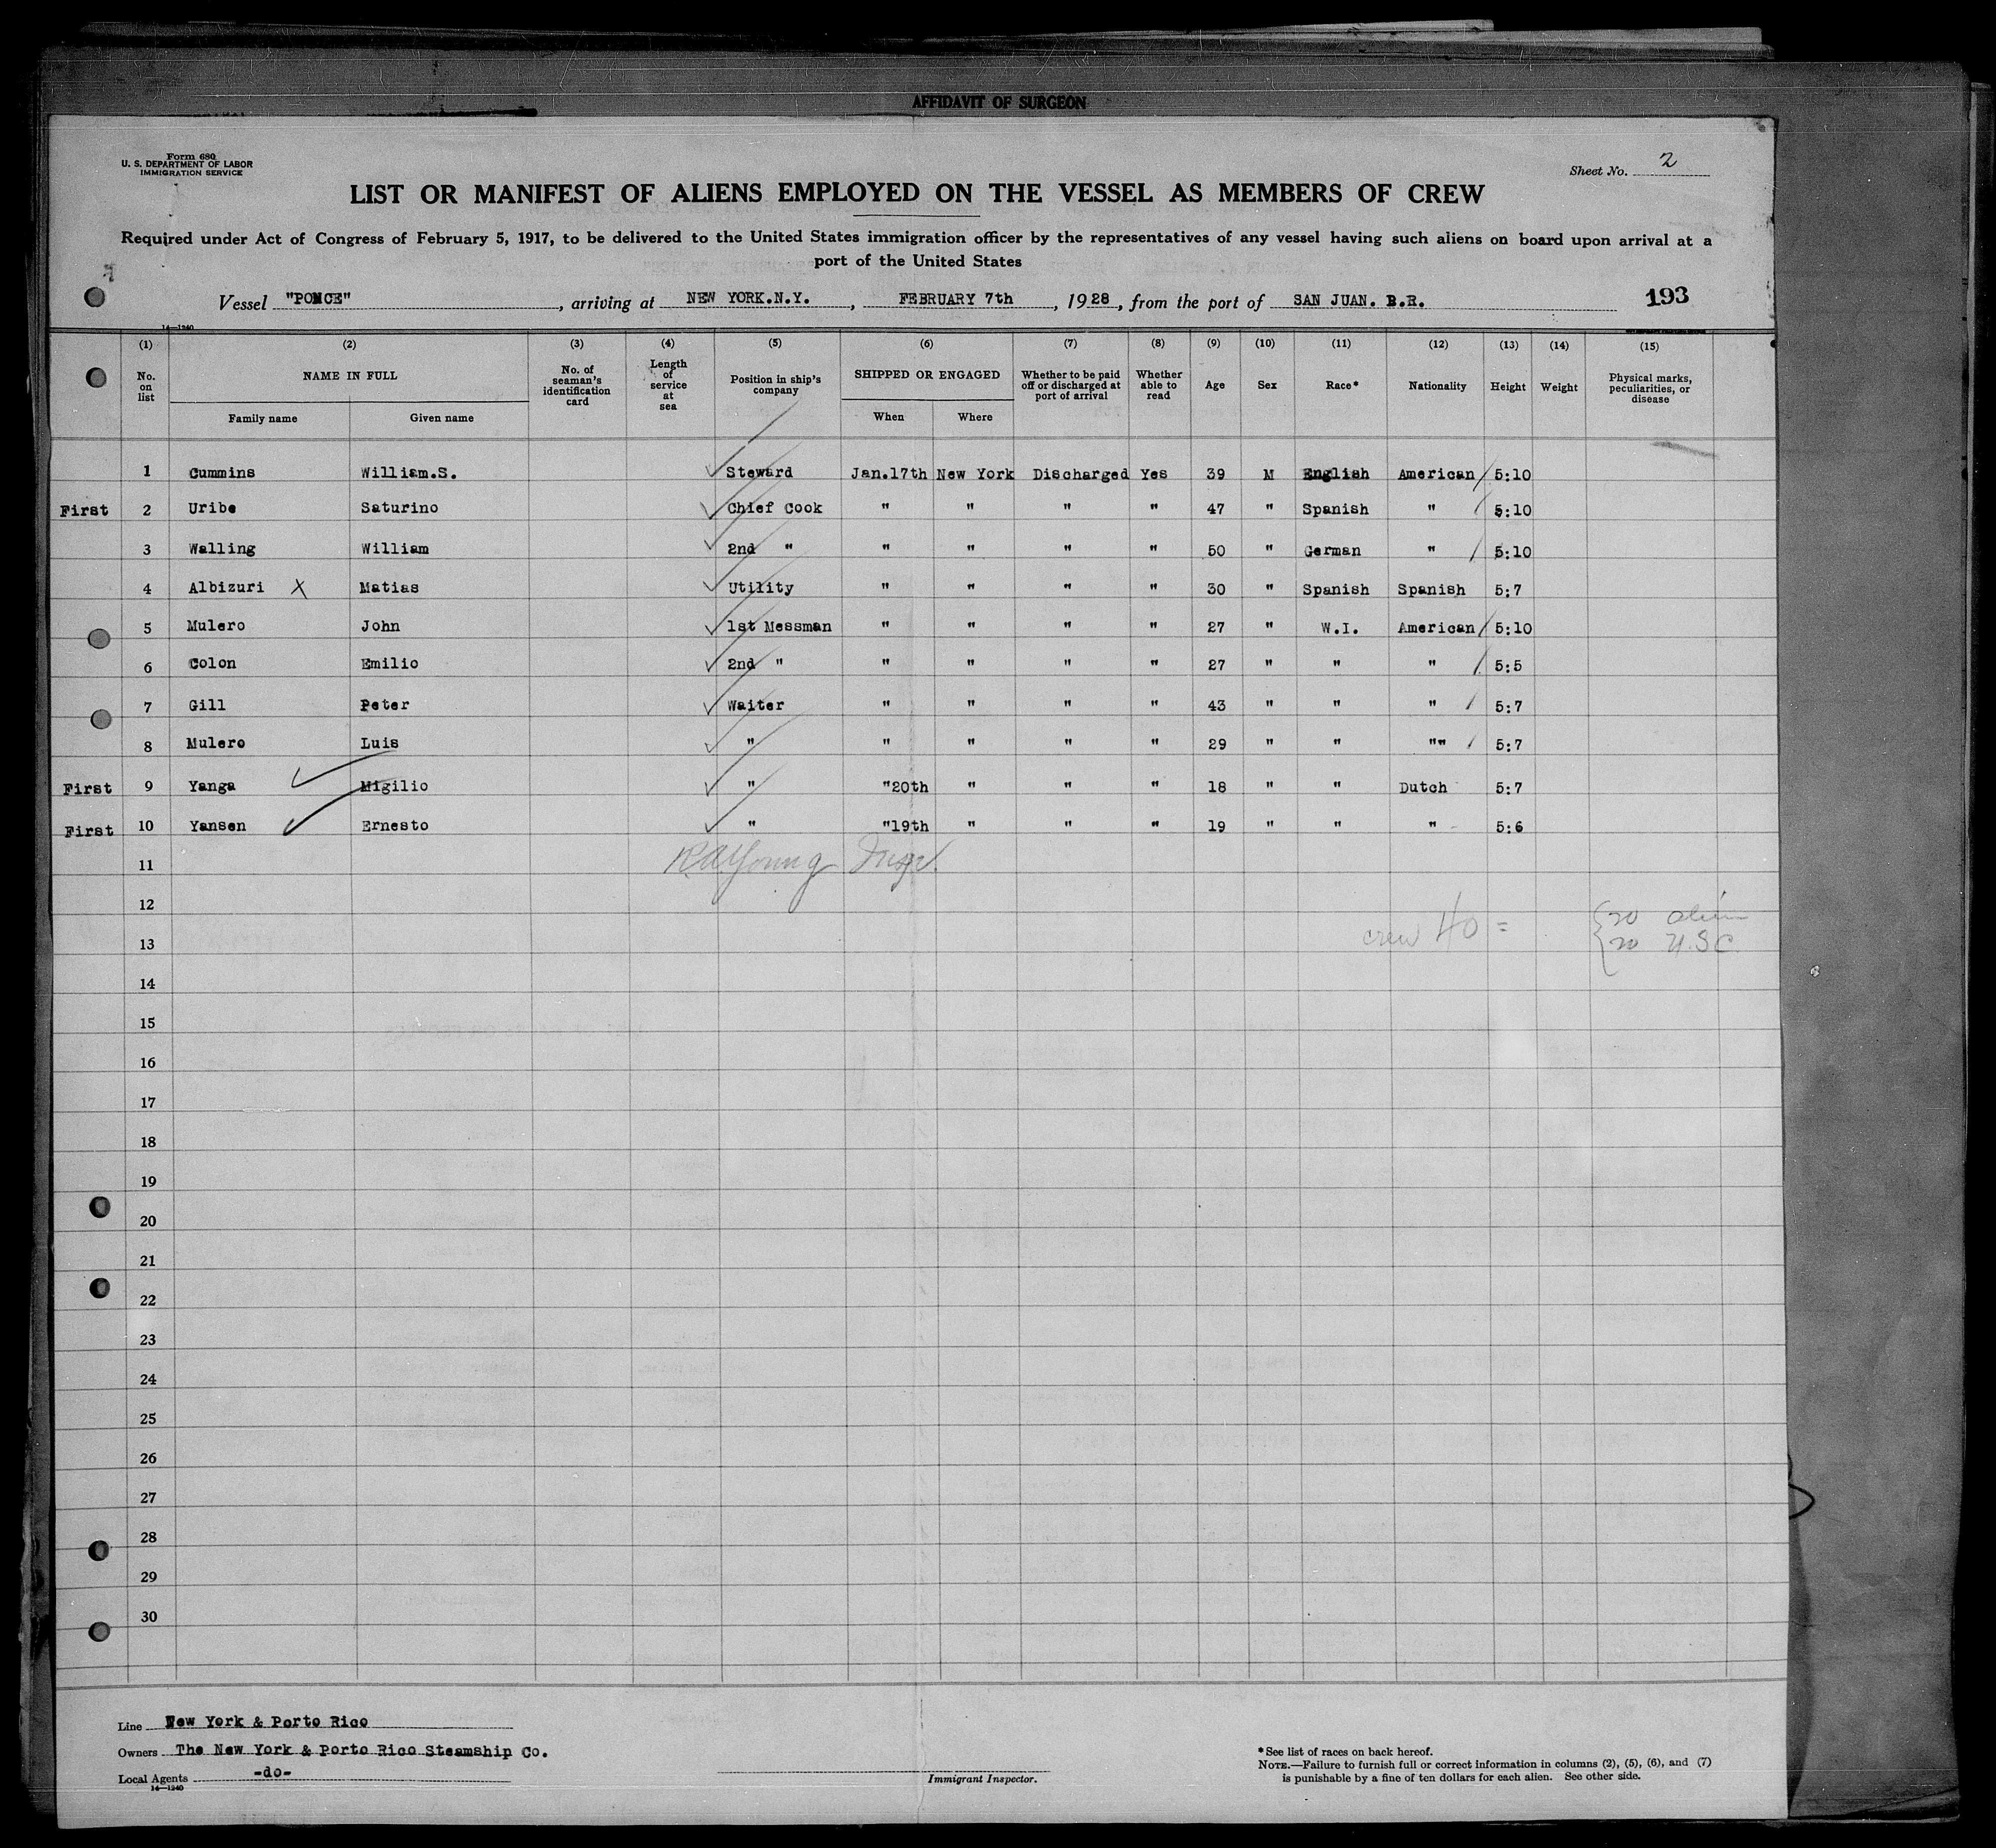 AFFIDAVIT OF SURGEON
Form 680
U. S. DEPARTMENT OF LABOR
IMMIGRATION SERVICE
Sheet No. 2
LIST OR MANIFEST OF ALIENS EMPLOYED ON THE VESSEL AS MEMBERS OF CREW
Required under Act of Congress of February 5, 1917, to be delivered to the United States immigration officer by the representatives of any vessel having such aliens on board upon arrival at a
port of the United States
Vessel "PONCE", arriving at NEW YORK.N.Y., FEBRUARY 7th, 1928, from the port of SAN JUAN. P.R. 193
14—1240
(1) (2) (3) (4) (5) (6) (7) (8) (9) (10) (11) (12) (13) (14) (15)
No. on list NAME IN FULL Family name Given name No. of seaman's identification card Length of service at sea Position in ship's company SHIPPED OR ENGAGED When Where Whether to be paid off or discharged at port of arrival Whether able to read Age Sex Race* Nationality Height Weight Physical marks, peculiarities, or disease
1 Cummins William.S. Steward Jan.17th New York Discharged Yes 39 M English American 5:10
First 2 Uribe Saturino Chief Cook " " " " 47 " Spanish " 5:10
3 Walling William 2nd " " " " " 50 " German " 5:10
4 Albizuri X Matias Utility " " " " 30 " Spanish Spanish 5:7
5 Mulero John 1st Messman " " " " 27 " W.I. American 5:10
6 Colon Emilio 2nd " " " " " 27 " " " 5:5
7 Gill Peter Waiter " " " " 43 " " " 5:7
8 Mulero Luis " " " " " 29 " " "" 5:7
First 9 Yanga Migilio " "20th " " " 18 " " Dutch 5:7
First 10 Yansen Ernesto " "19th " " " 19 " " " 5:6
11 R.A. Young Insp.
12
crew 40 = { 20 alien
13 20 U.S.C.
14
15
16
17
18
19
20
21
22
23
24
25
26
27
28
29
30
Line New York & Porto Rico
Owners The New York & Porto Rico Steamship Co.
Local Agents -do-
14—1240
Immigrant Inspector.
*See list of races on back hereof.
NOTE.—Failure to furnish full or correct information in columns (2), (5), (6), and (7)
is punishable by a fine of ten dollars for each alien. See other side.